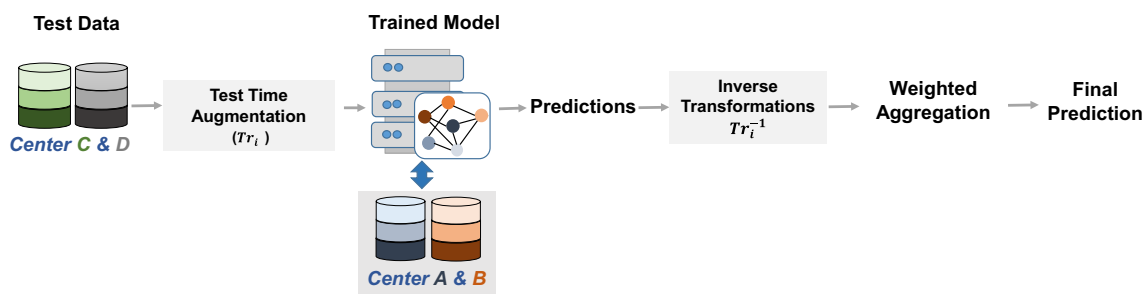 Test Data
Center C & D
Test Time
Augmentation
(Tr_i )
Trained Model
Center A & B
Predictions
Inverse
Transformations
Tr_i^{-1}
Weighted
Aggregation
Final
Prediction